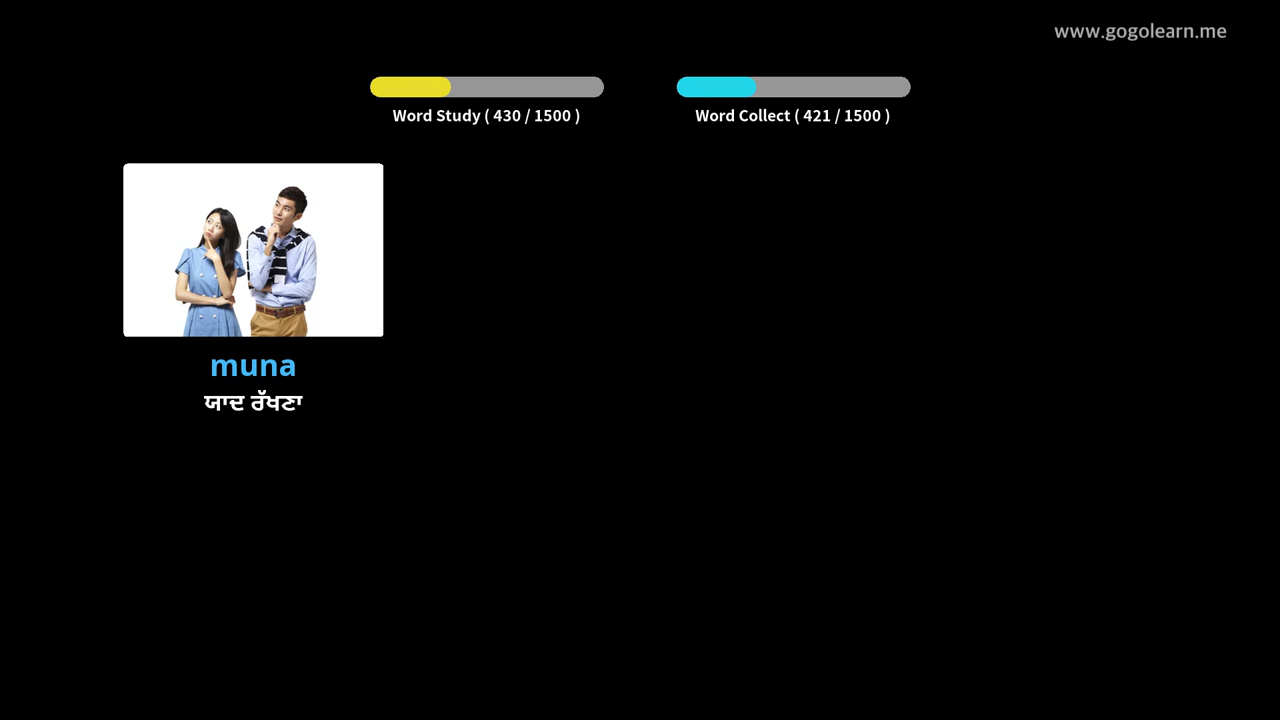 www.gogolearn.me
Word Study ( 430 / 1500 )
Word Collect ( 421 / 1500 )
muna
ਯਾਦ ਰੱਖਣਾ